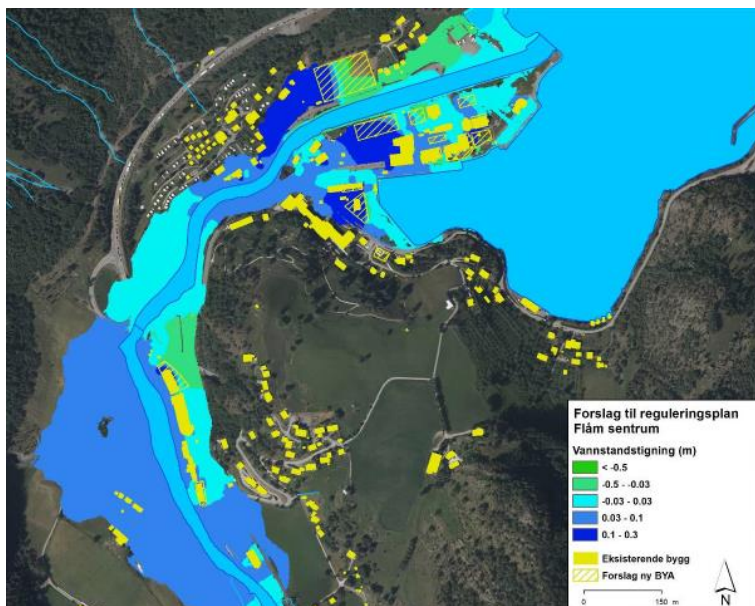 Forslag til reguleringsplan
Flåm sentrum
Vannstandstigning (m)
< -0.5
-0.5 - -0.03
-0.03 - 0.03
0.03 - 0.1
0.1 - 0.3
Eksisterende bygg
Forslag ny BYA
0 150 m
N